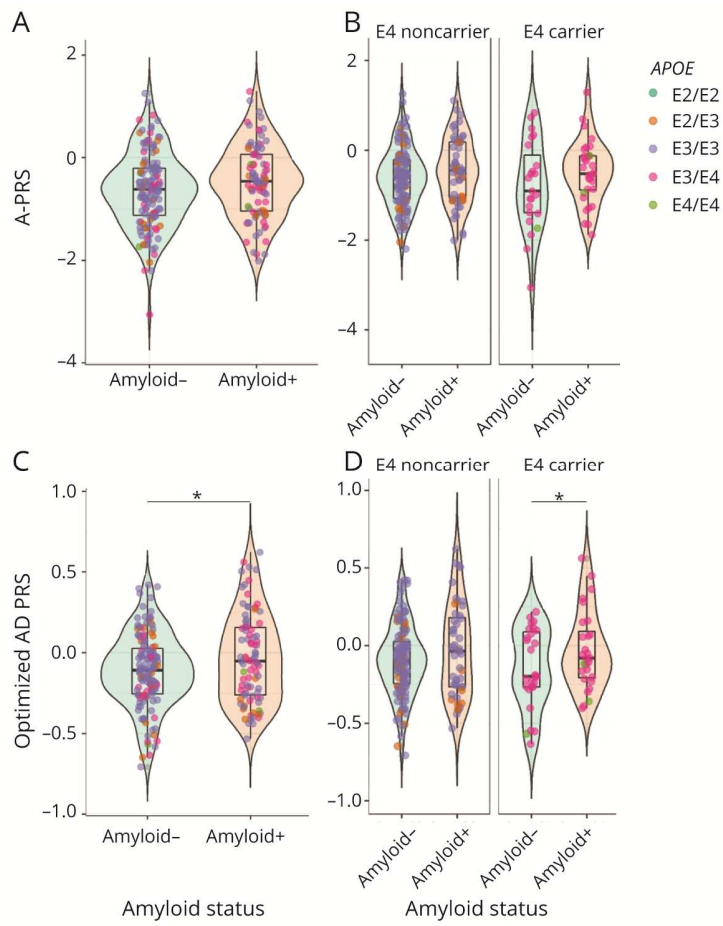 A
2
0
−2
−4
A-PRS
Amyloid–
Amyloid+
B
E4 noncarrier
E4 carrier
2
0
−2
−4
Amyloid–
Amyloid+
Amyloid–
Amyloid+
APOE
E2/E2
E2/E3
E3/E3
E3/E4
E4/E4
C
1.0
0.5
0.0
−0.5
−1.0
Optimized AD PRS
*
Amyloid–
Amyloid+
Amyloid status
D
E4 noncarrier
E4 carrier
1.0
0.5
0.0
−0.5
−1.0
*
Amyloid–
Amyloid+
Amyloid–
Amyloid+
Amyloid status